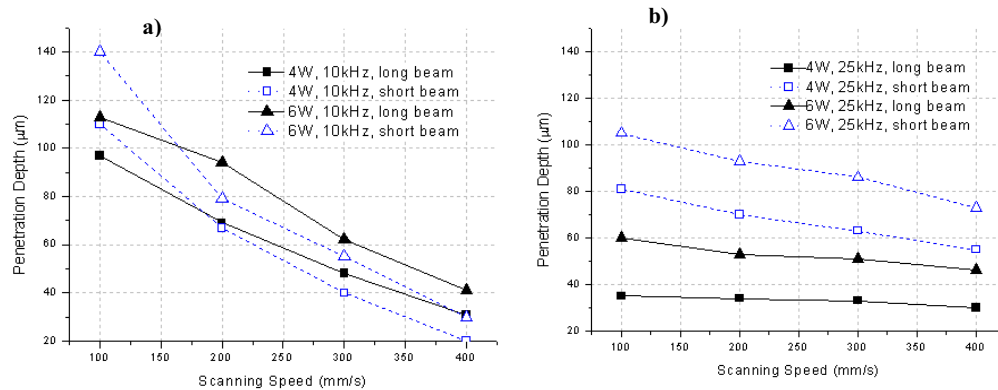 a)
140
120
100
80
60
40
20
Penetration Depth (µm)
4W, 10kHz, long beam
4W, 10kHz, short beam
6W, 10kHz, long beam
6W, 10kHz, short beam
100 150 200 250 300 350 400
Scanning Speed (mm/s)
b)
140
120
100
80
60
40
20
Penetration Depth (µm)
4W, 25kHz, long beam
4W, 25kHz, short beam
6W, 25kHz, long beam
6W, 25kHz, short beam
100 150 200 250 300 350 400
Scanning Speed (mm/s)